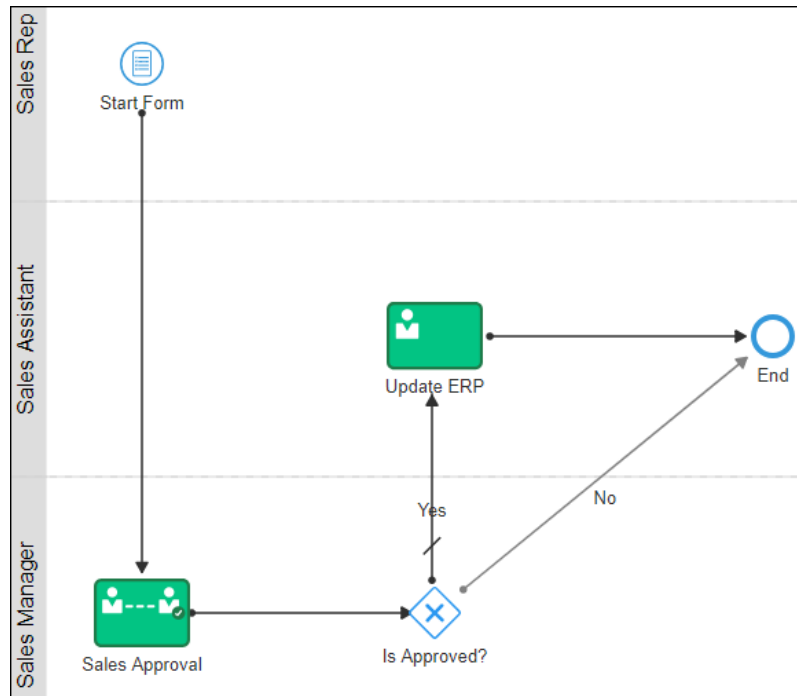 Sales Rep
Start Form
Sales Assistant
Update ERP
End
Yes
No
Sales Manager
Sales Approval
Is Approved?